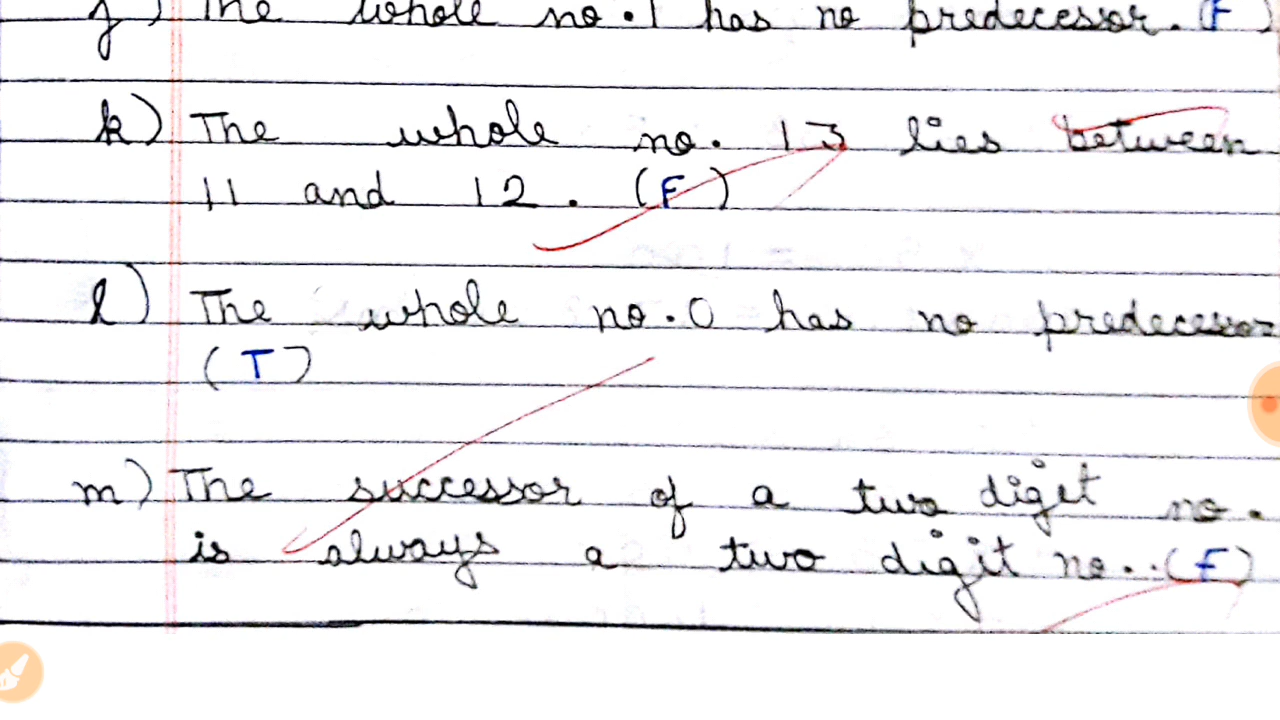 j) The whole no. 1 has no predecessor. (F)
k) The whole no. 13 lies between
11 and 12. (F)
l) The whole no. 0 has no predecessor
(T)
m) The successor of a two digit no.
is always a two digit no.. (F)